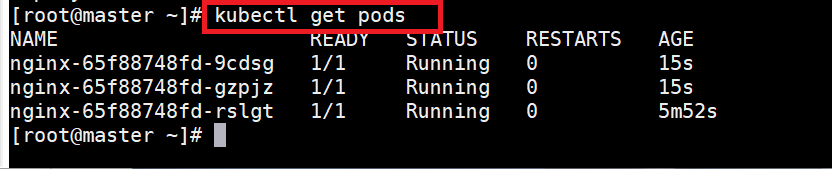 [root@master ~]# kubectl get pods
NAME READY STATUS RESTARTS AGE
nginx-65f88748fd-9cdsg 1/1 Running 0 15s
nginx-65f88748fd-gzpjz 1/1 Running 0 15s
nginx-65f88748fd-rslgt 1/1 Running 0 5m52s
[root@master ~]#